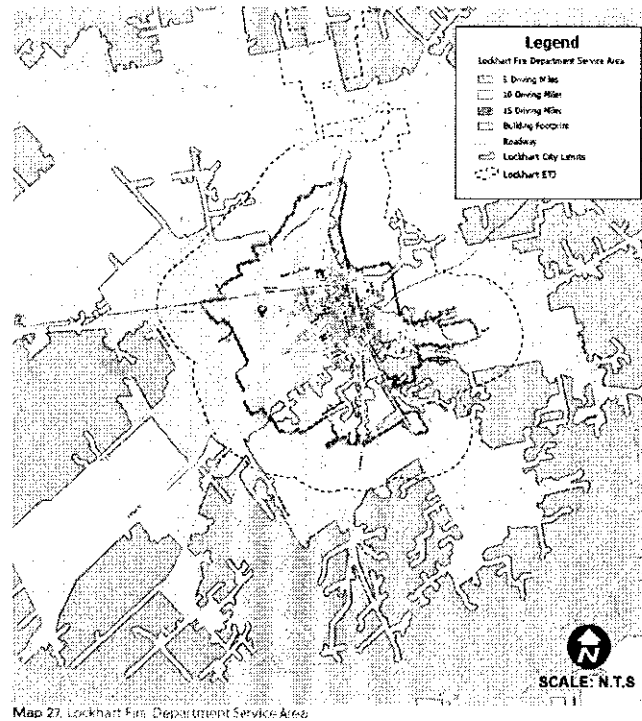 Legend
Lockhart Fire Department Service Area
5 Driving Miles
10 Driving Miles
15 Driving Miles
Building Footprint
Roadway
Lockhart City Limits
Lockhart ETJ
N
SCALE: N.T.S
Map 27. Lockhart Fire Department Service Area